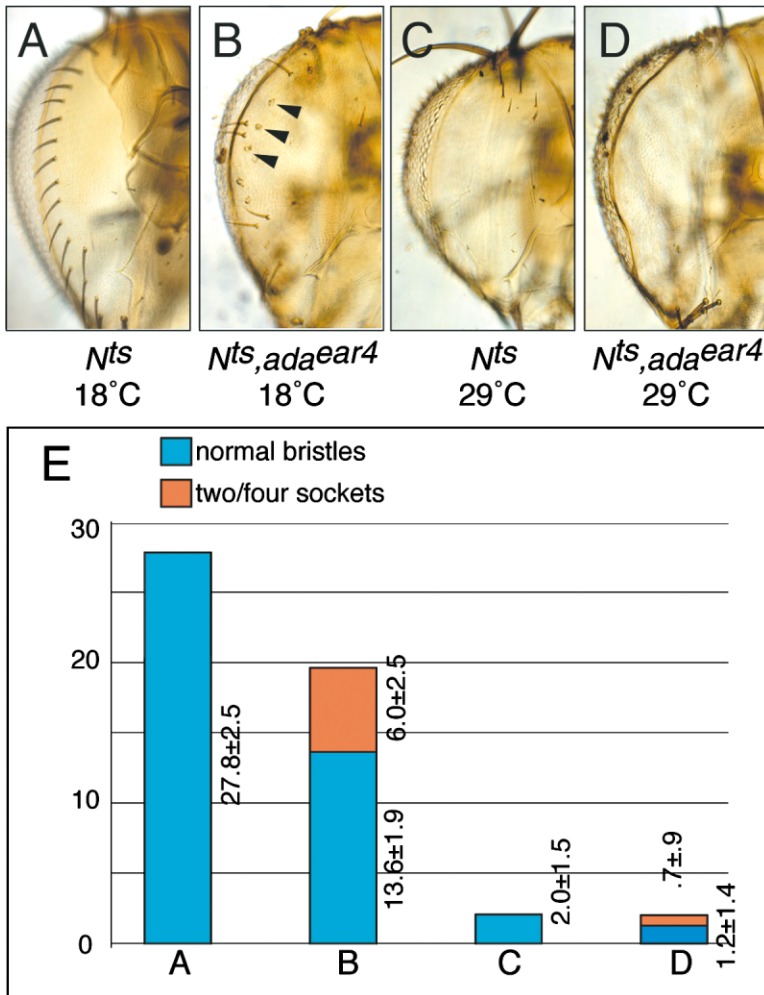 A B C D
Nts Nts,adaear4 Nts Nts,adaear4
18˚C 18˚C 29˚C 29˚C
E
normal bristles
two/four sockets
30
20
10
0
27.8±2.5
13.6±1.9
6.0±2.5
2.0±1.5
.7±.9
1.2±1.4
A B C D